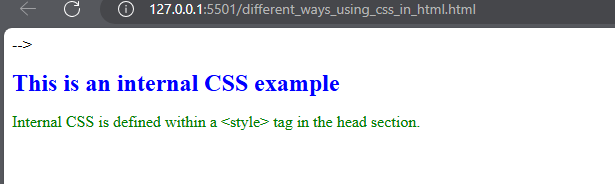 127.0.0.1:5501/different_ways_using_css_in_html.html
-->
This is an internal CSS example
Internal CSS is defined within a <style> tag in the head section.